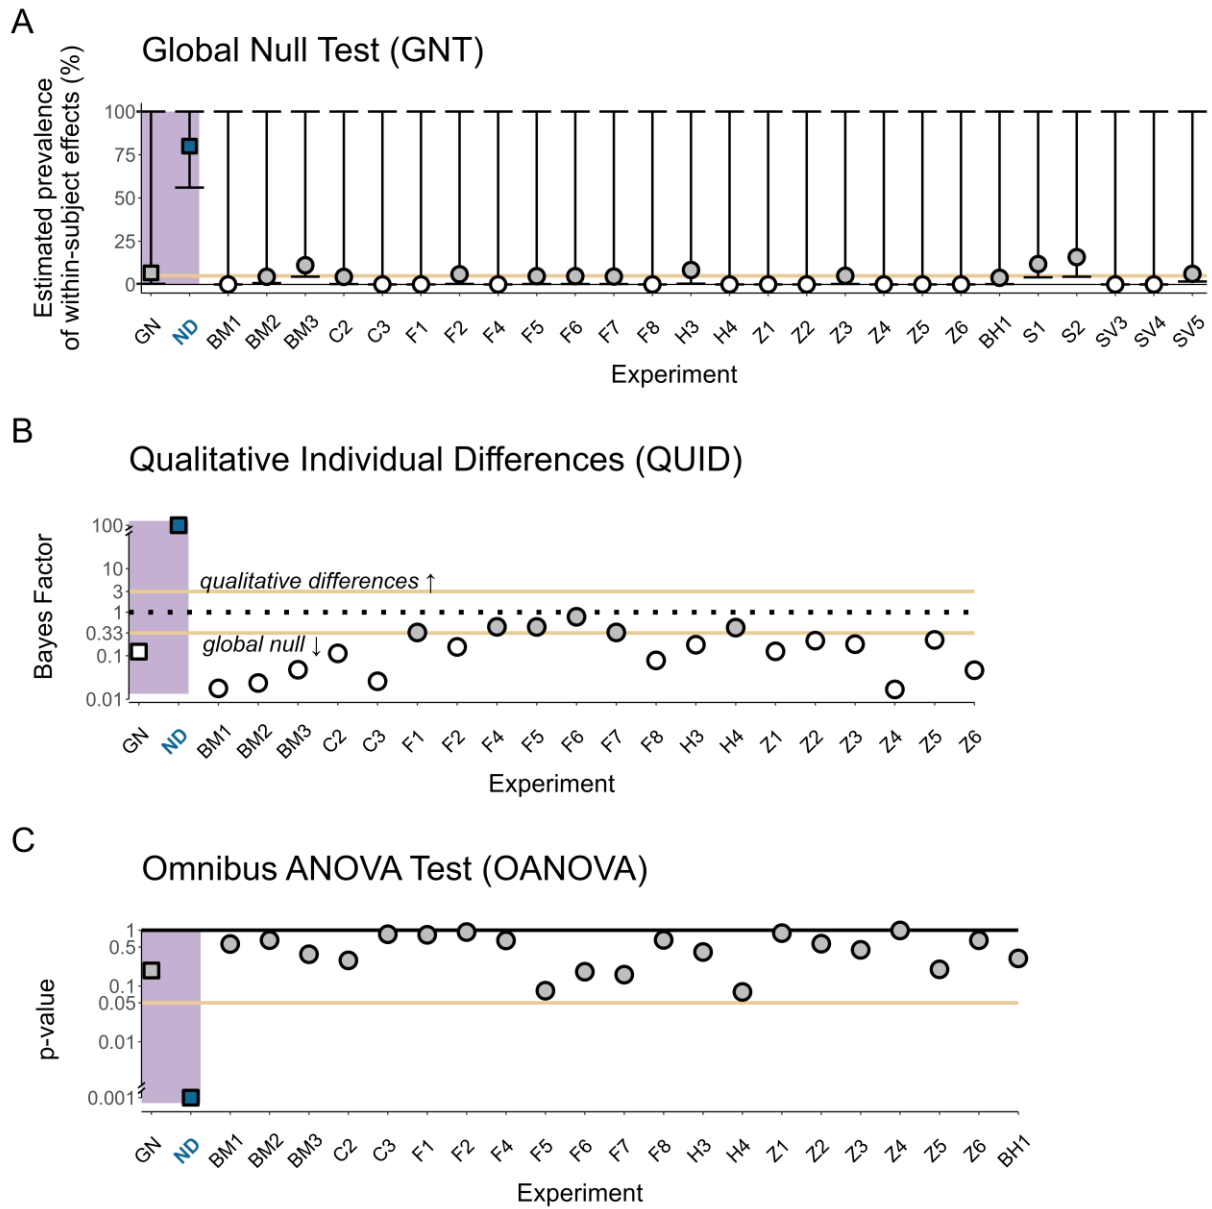 A
Global Null Test (GNT)
Estimated prevalence
of within-subject effects (%)
100
75
50
25
0
GN ND BM1 BM2 BM3 C2 C3 F1 F2 F4 F5 F6 F7 F8 H3 H4 Z1 Z2 Z3 Z4 Z5 Z6 BH1 S1 S2 SV3 SV4 SV5
Experiment
B
Qualitative Individual Differences (QUID)
Bayes Factor
100
10
3
1
0.33
0.1
0.01
qualitative differences ↑
global null ↓
GN ND BM1 BM2 BM3 C2 C3 F1 F2 F4 F5 F6 F7 F8 H3 H4 Z1 Z2 Z3 Z4 Z5 Z6
Experiment
C
Omnibus ANOVA Test (OANOVA)
p-value
1
0.5
0.1
0.05
0.01
0.001
GN ND BM1 BM2 BM3 C2 C3 F1 F2 F4 F5 F6 F7 F8 H3 H4 Z1 Z2 Z3 Z4 Z5 Z6 BH1
Experiment